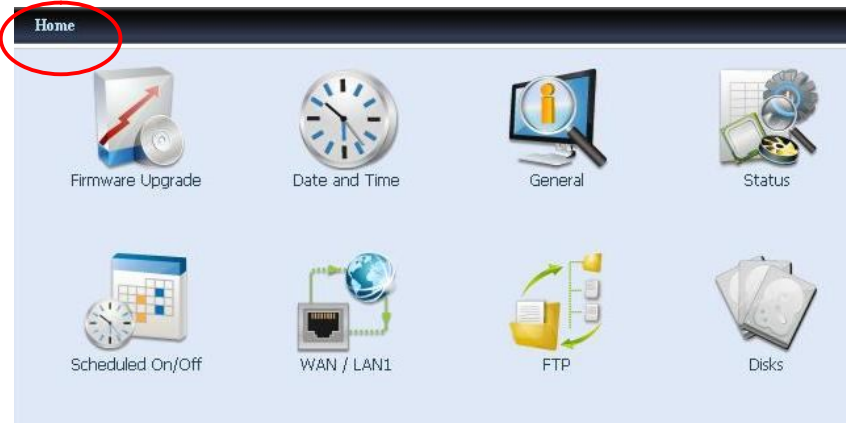 Home
Firmware Upgrade
Date and Time
General
Status
Scheduled On/Off
WAN / LAN1
FTP
Disks